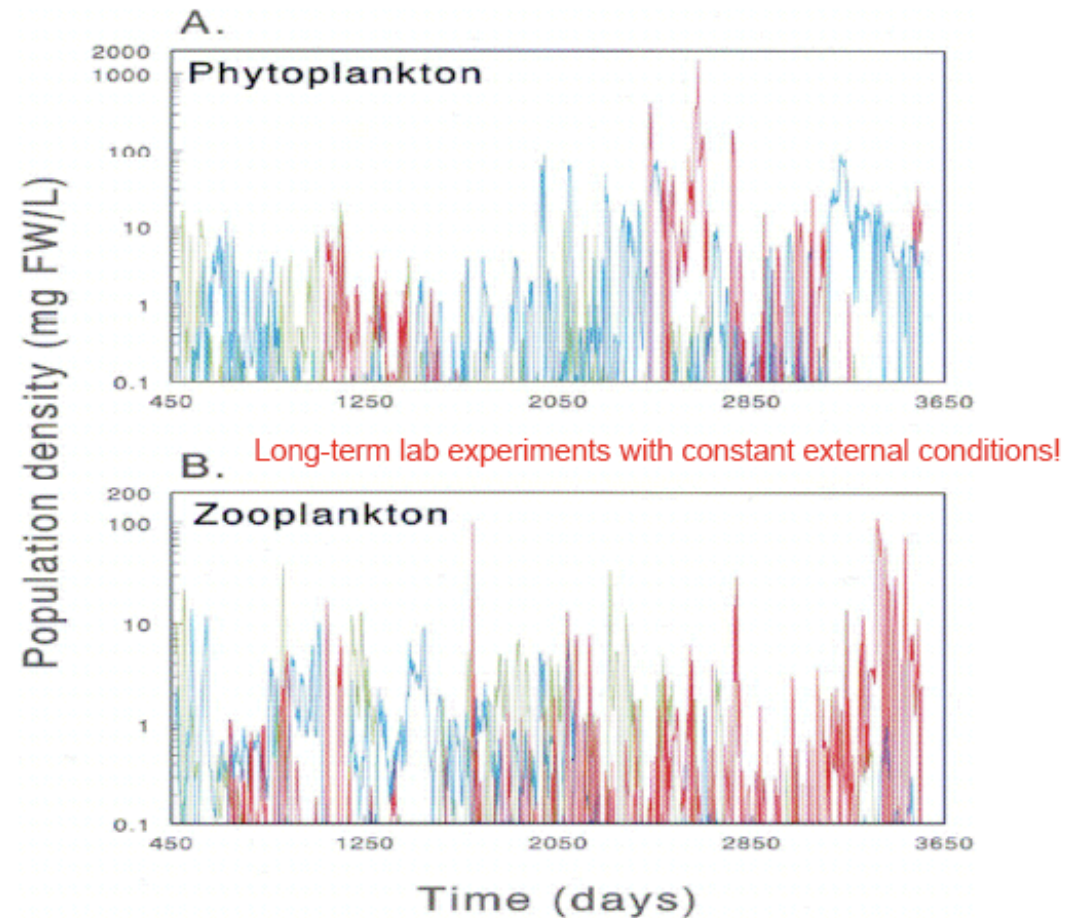 A.
Phytoplankton
2000
1000
100
10
1
0.1
450 1250 2050 2850 3650
Population density (mg FW/L)
Long-term lab experiments with constant external conditions!
B.
Zooplankton
200
100
10
1
0.1
450 1250 2050 2850 3650
Time (days)